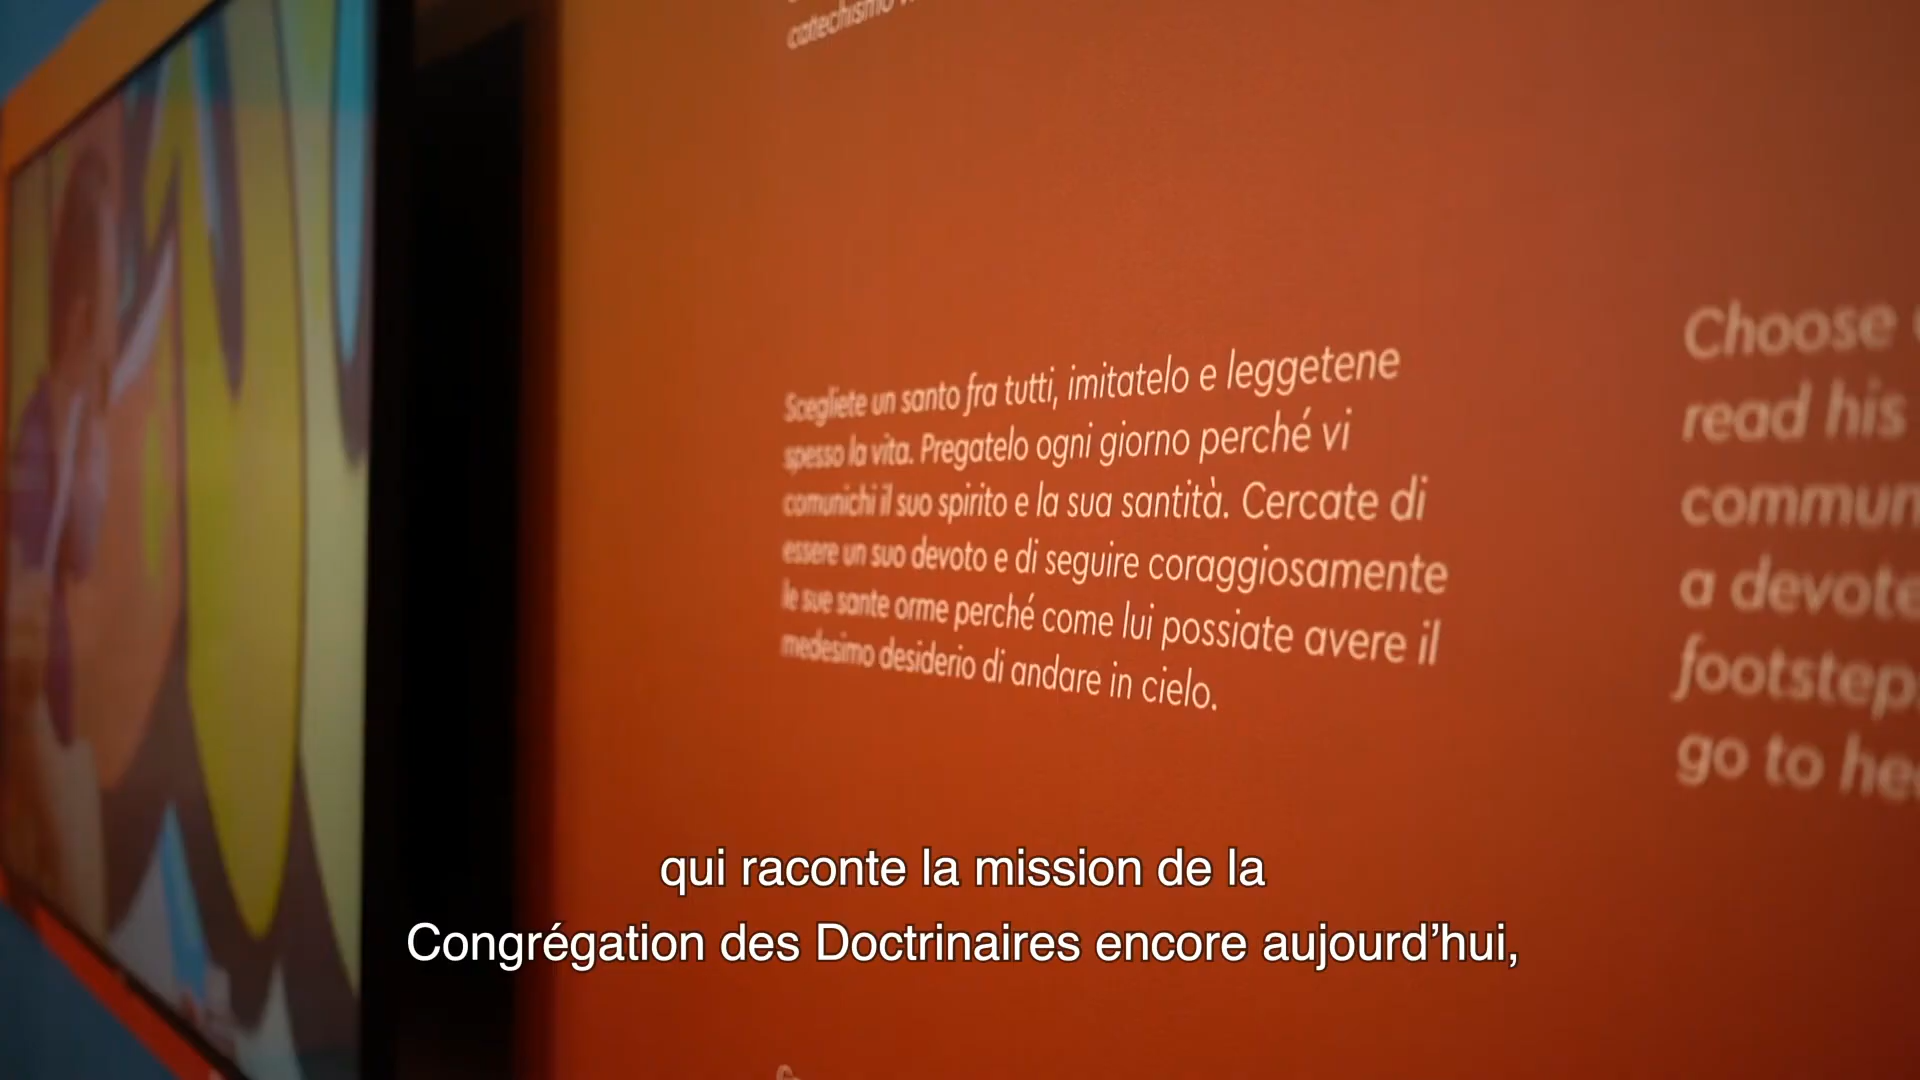 catechismo
Scegliete un santo fra tutti, imitatelo e leggetene
spesso la vita. Pregatelo ogni giorno perché vi
comunichi il suo spirito e la sua santità. Cercate di
essere un suo devoto e di seguire coraggiosamente
le sue sante orme perché come lui possiate avere il
medesimo desiderio di andare in cielo.
Choose
read his
commun
a devote
footstep
go to hea
qui raconte la mission de la
Congrégation des Doctrinaires encore aujourd’hui,